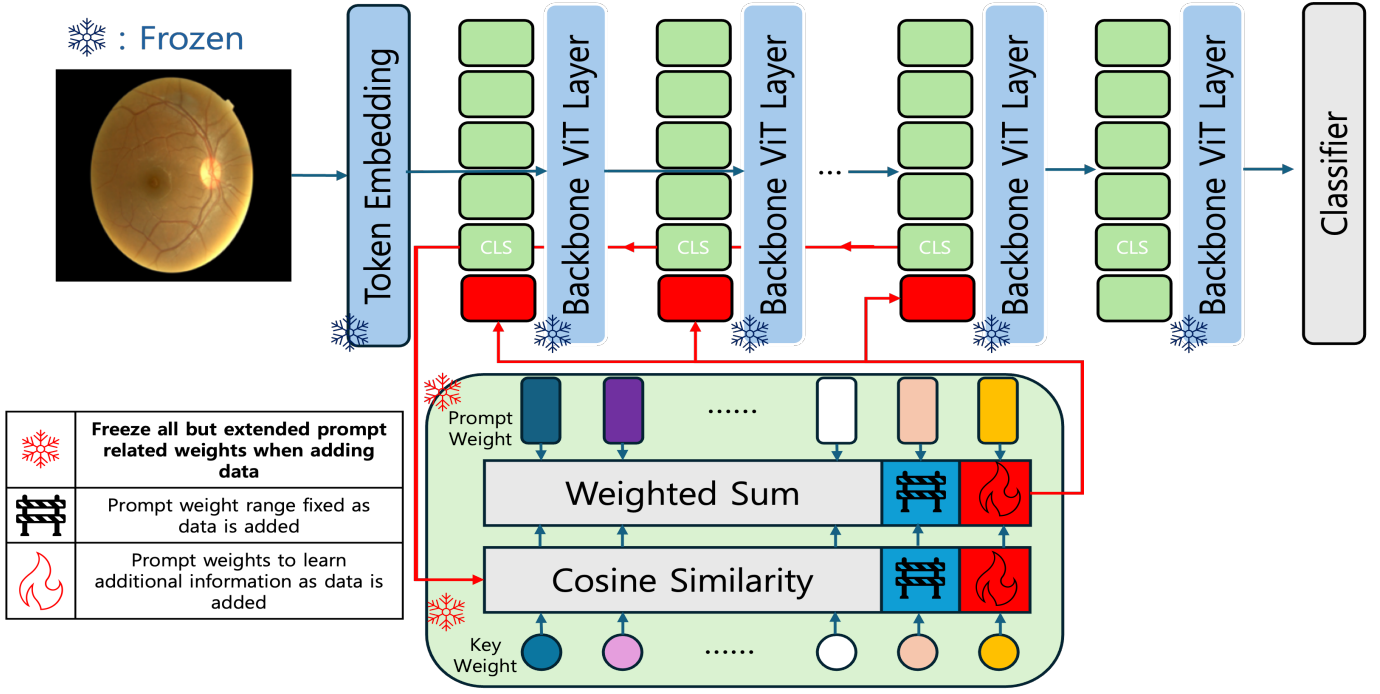 : Frozen
Token Embedding
Backbone ViT Layer
Backbone ViT Layer
...
Backbone ViT Layer
Backbone ViT Layer
Classifier
CLS
CLS
CLS
CLS
Prompt
Weight
......
Weighted Sum
Cosine Similarity
Key
Weight
......
Freeze all but extended prompt
related weights when adding
data
Prompt weight range fixed as
data is added
Prompt weights to learn
additional information as data is
added